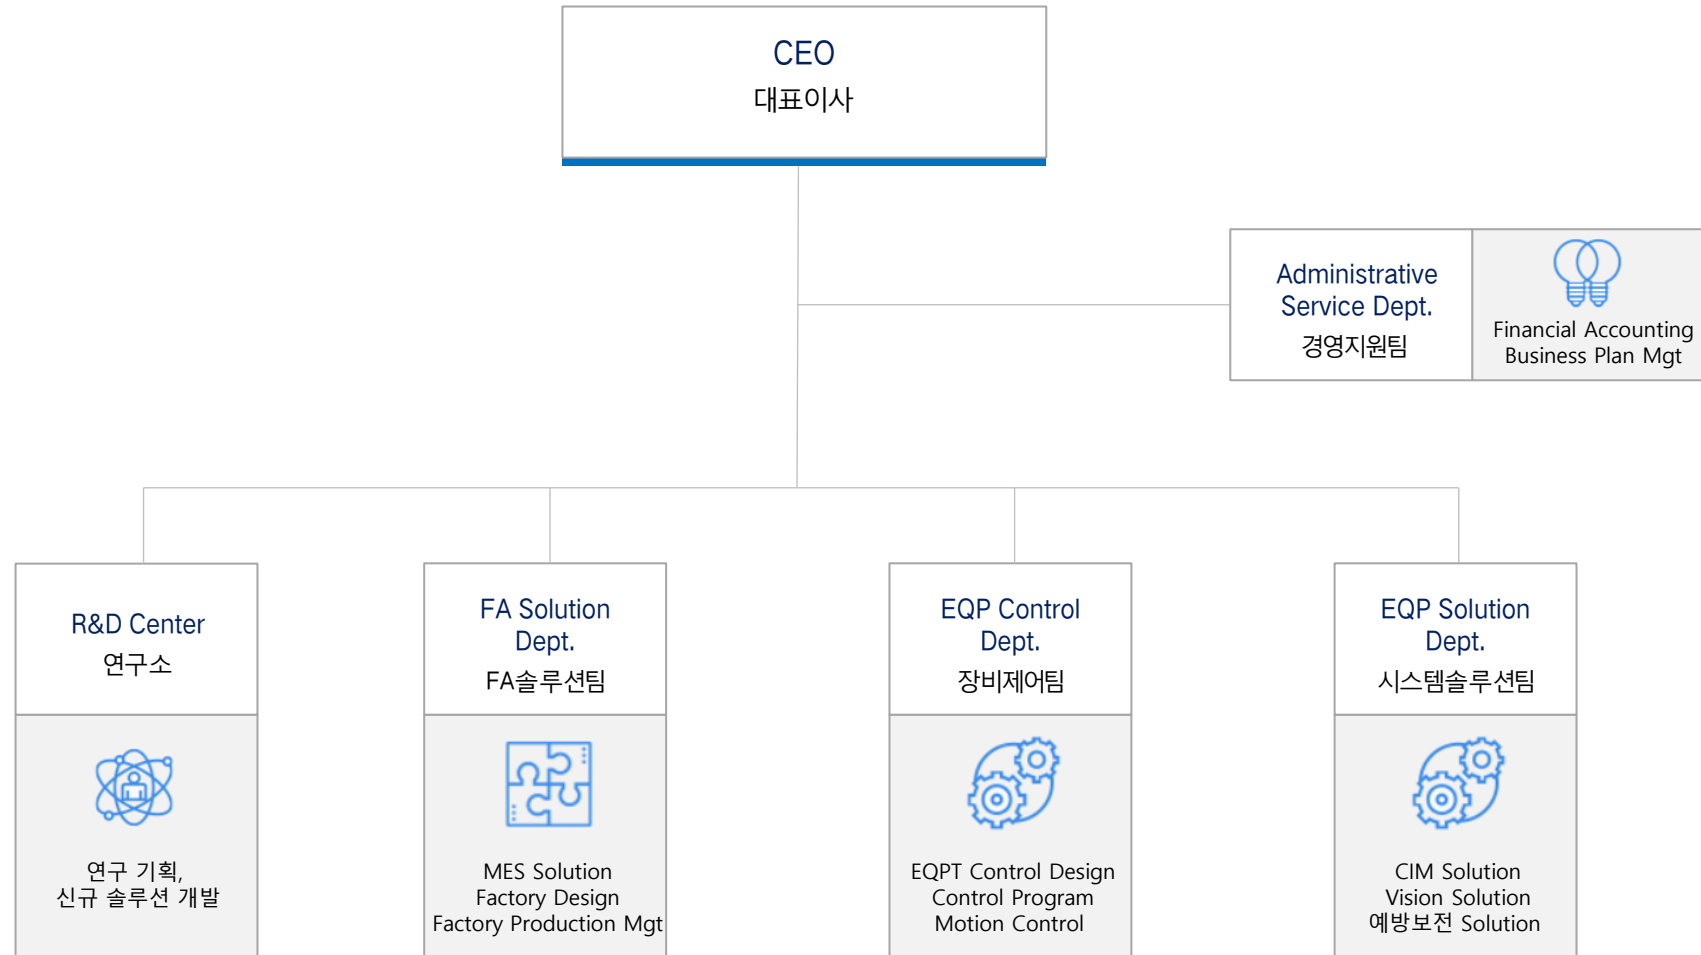 CEO
대표이사
Administrative
Service Dept.
경영지원팀
Financial Accounting
Business Plan Mgt
R&D Center
연구소
연구 기획,
신규 솔루션 개발
FA Solution
Dept.
FA솔루션팀
MES Solution
Factory Design
Factory Production Mgt
EQP Control
Dept.
장비제어팀
EQPT Control Design
Control Program
Motion Control
EQP Solution
Dept.
시스템솔루션팀
CIM Solution
Vision Solution
예방보전 Solution